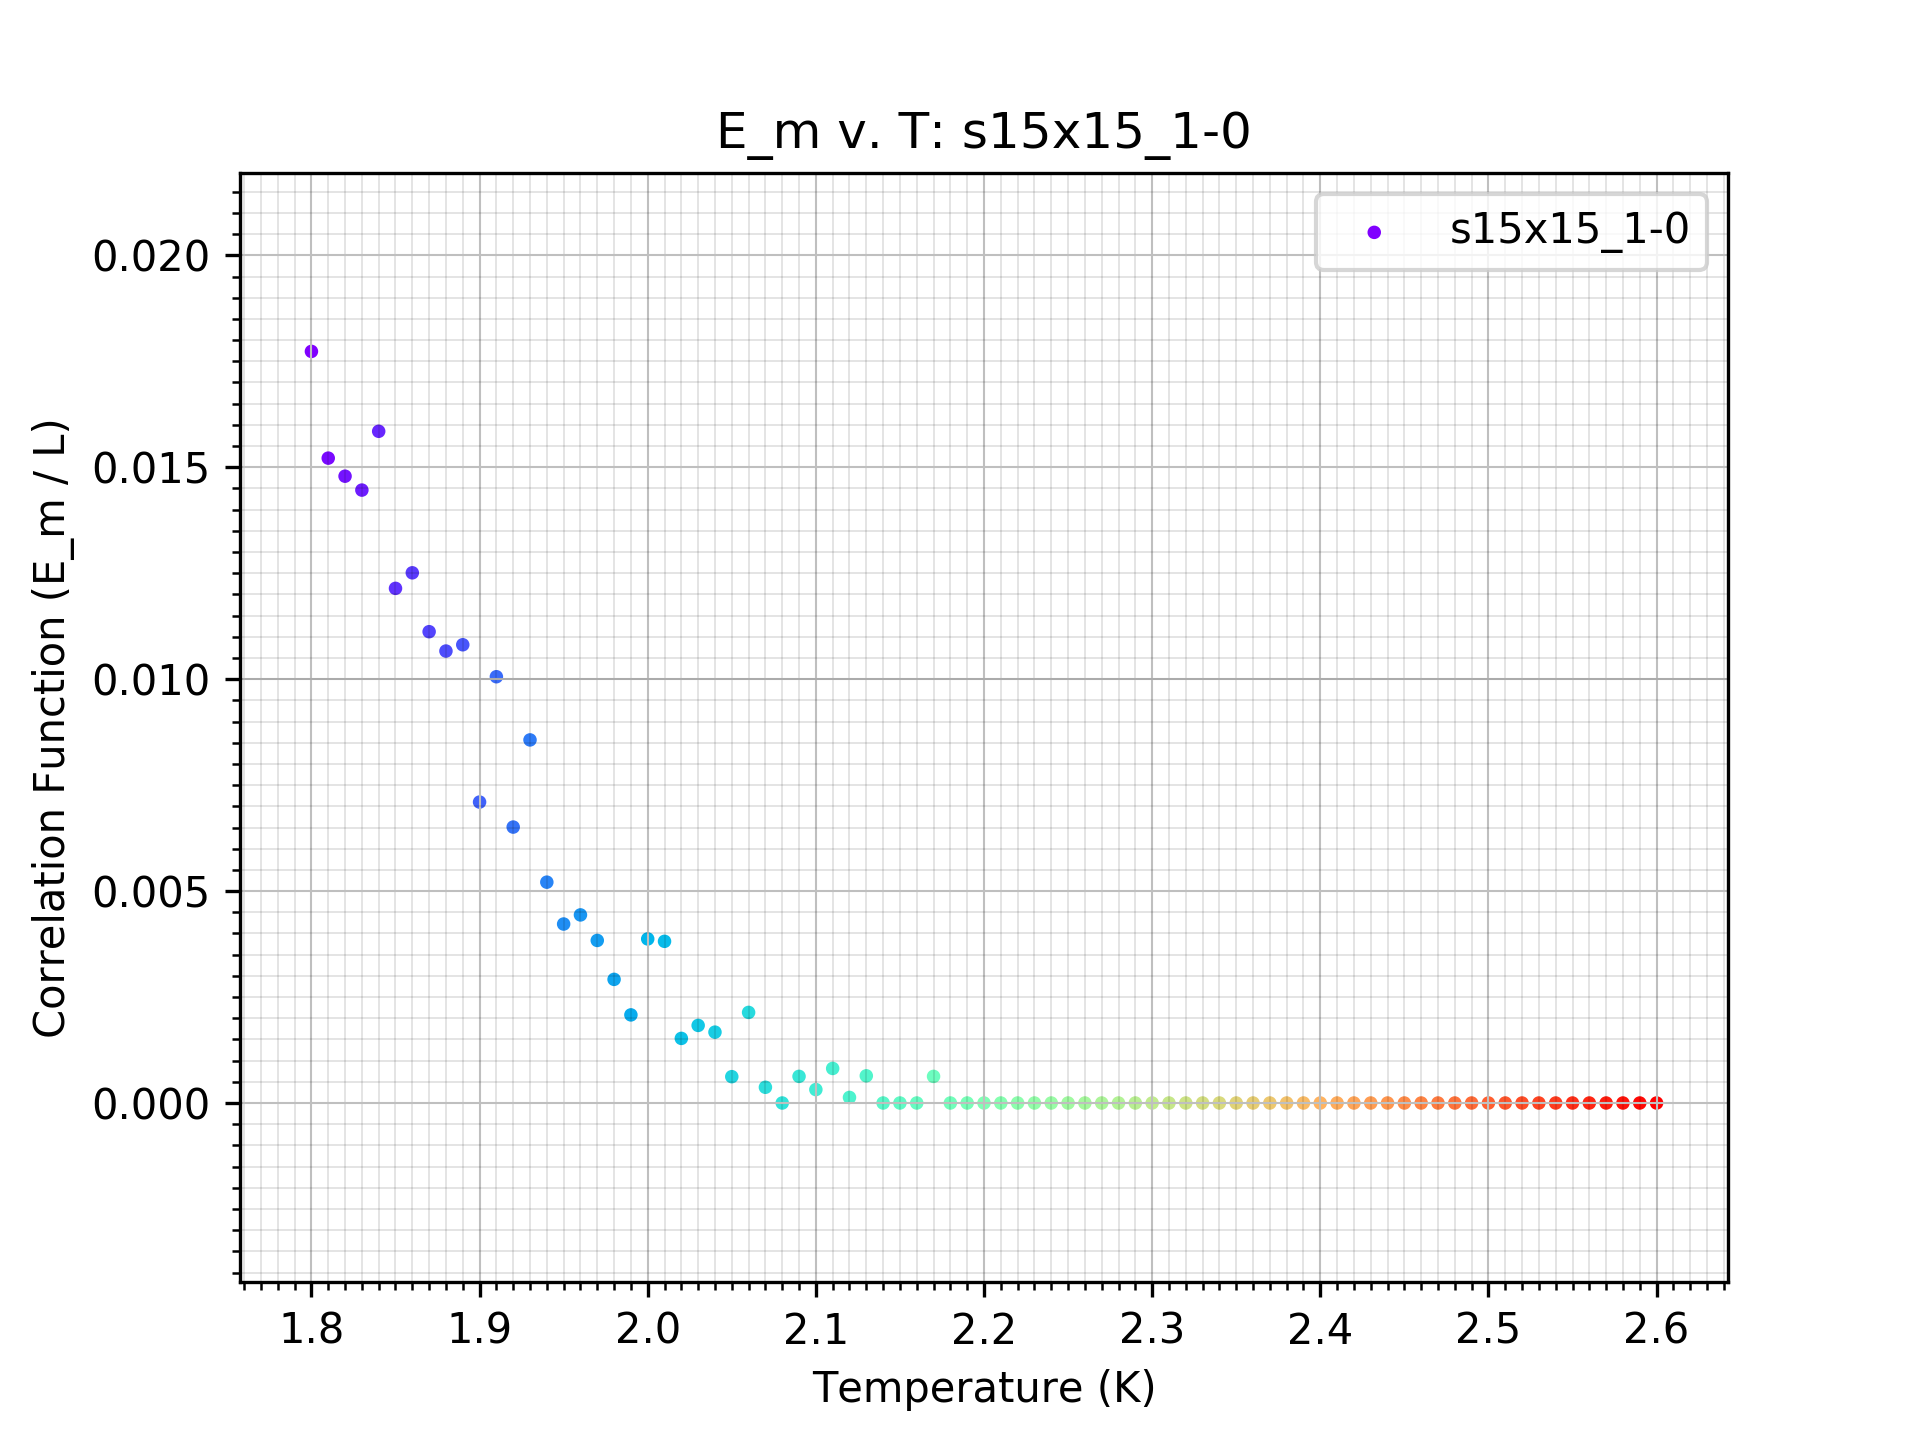 E_m v. T: s15x15_1-0
s15x15_1-0
Correlation Function (E_m / L)
0.020
0.015
0.010
0.005
0.000
1.8 1.9 2.0 2.1 2.2 2.3 2.4 2.5 2.6
Temperature (K)